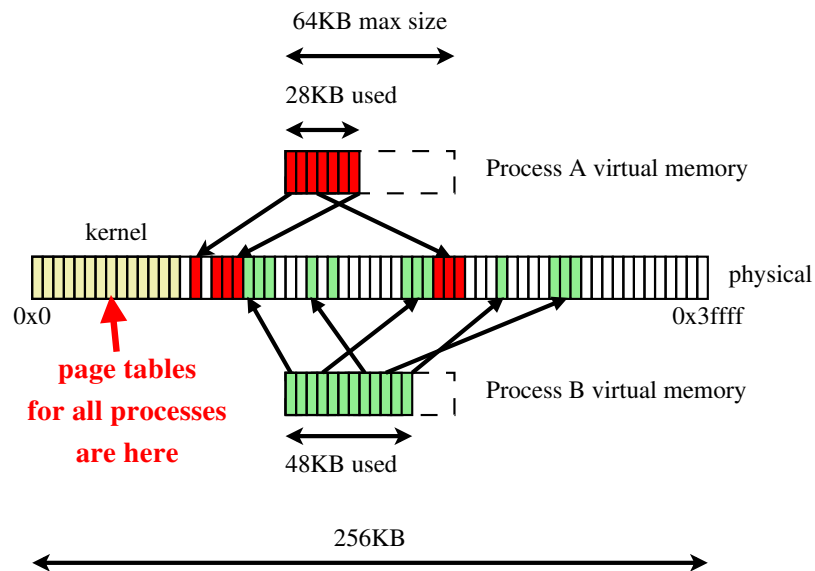 64KB max size
28KB used
Process A virtual memory
kernel
physical
0x0
0x3ffff
page tables
for all processes
are here
Process B virtual memory
48KB used
256KB